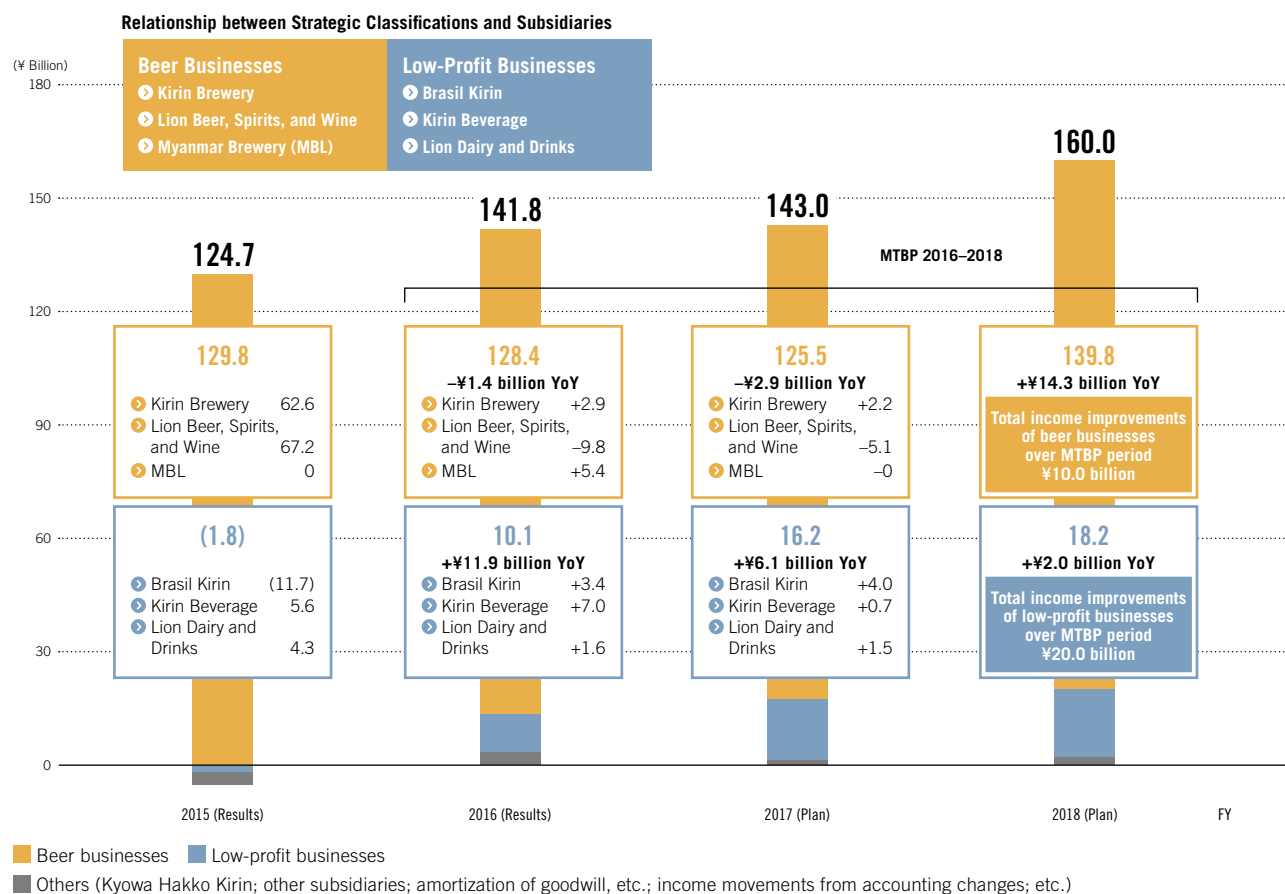 Relationship between Strategic Classifications and Subsidiaries
Beer Businesses
Kirin Brewery
Lion Beer, Spirits, and Wine
Myanmar Brewery (MBL)
Low-Profit Businesses
Brasil Kirin
Kirin Beverage
Lion Dairy and Drinks
(¥ Billion)
180
150
120
90
60
30
0
MTBP 2016–2018
124.7
129.8
Kirin Brewery 62.6
Lion Beer, Spirits,
and Wine 67.2
MBL 0
(1.8)
Brasil Kirin (11.7)
Kirin Beverage 5.6
Lion Dairy and
Drinks 4.3
2015 (Results)
141.8
128.4
–¥1.4 billion YoY
Kirin Brewery +2.9
Lion Beer, Spirits,
and Wine –9.8
MBL +5.4
10.1
+¥11.9 billion YoY
Brasil Kirin +3.4
Kirin Beverage +7.0
Lion Dairy and
Drinks +1.6
2016 (Results)
143.0
125.5
–¥2.9 billion YoY
Kirin Brewery +2.2
Lion Beer, Spirits,
and Wine –5.1
MBL –0
16.2
+¥6.1 billion YoY
Brasil Kirin +4.0
Kirin Beverage +0.7
Lion Dairy and
Drinks +1.5
2017 (Plan)
160.0
139.8
+¥14.3 billion YoY
Total income improvements
of beer businesses
over MTBP period
¥10.0 billion
18.2
+¥2.0 billion YoY
Total income improvements
of low-profit businesses
over MTBP period
¥20.0 billion
2018 (Plan)
FY
Beer businesses
Low-profit businesses
Others (Kyowa Hakko Kirin; other subsidiaries; amortization of goodwill, etc.; income movements from accounting changes; etc.)